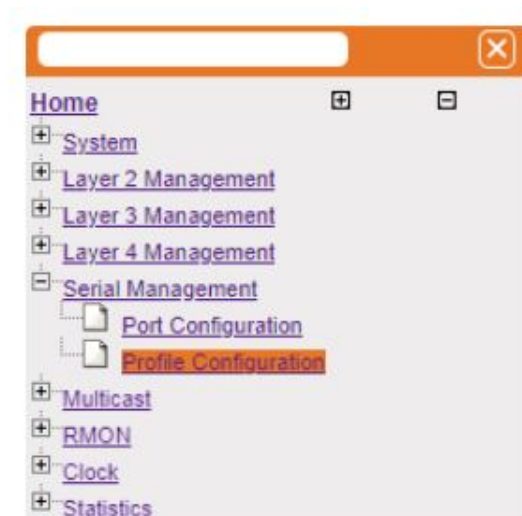 Home
System
Layer 2 Management
Layer 3 Management
Layer 4 Management
Serial Management
Port Configuration
Profile Configuration
Multicast
RMON
Clock
Statistics